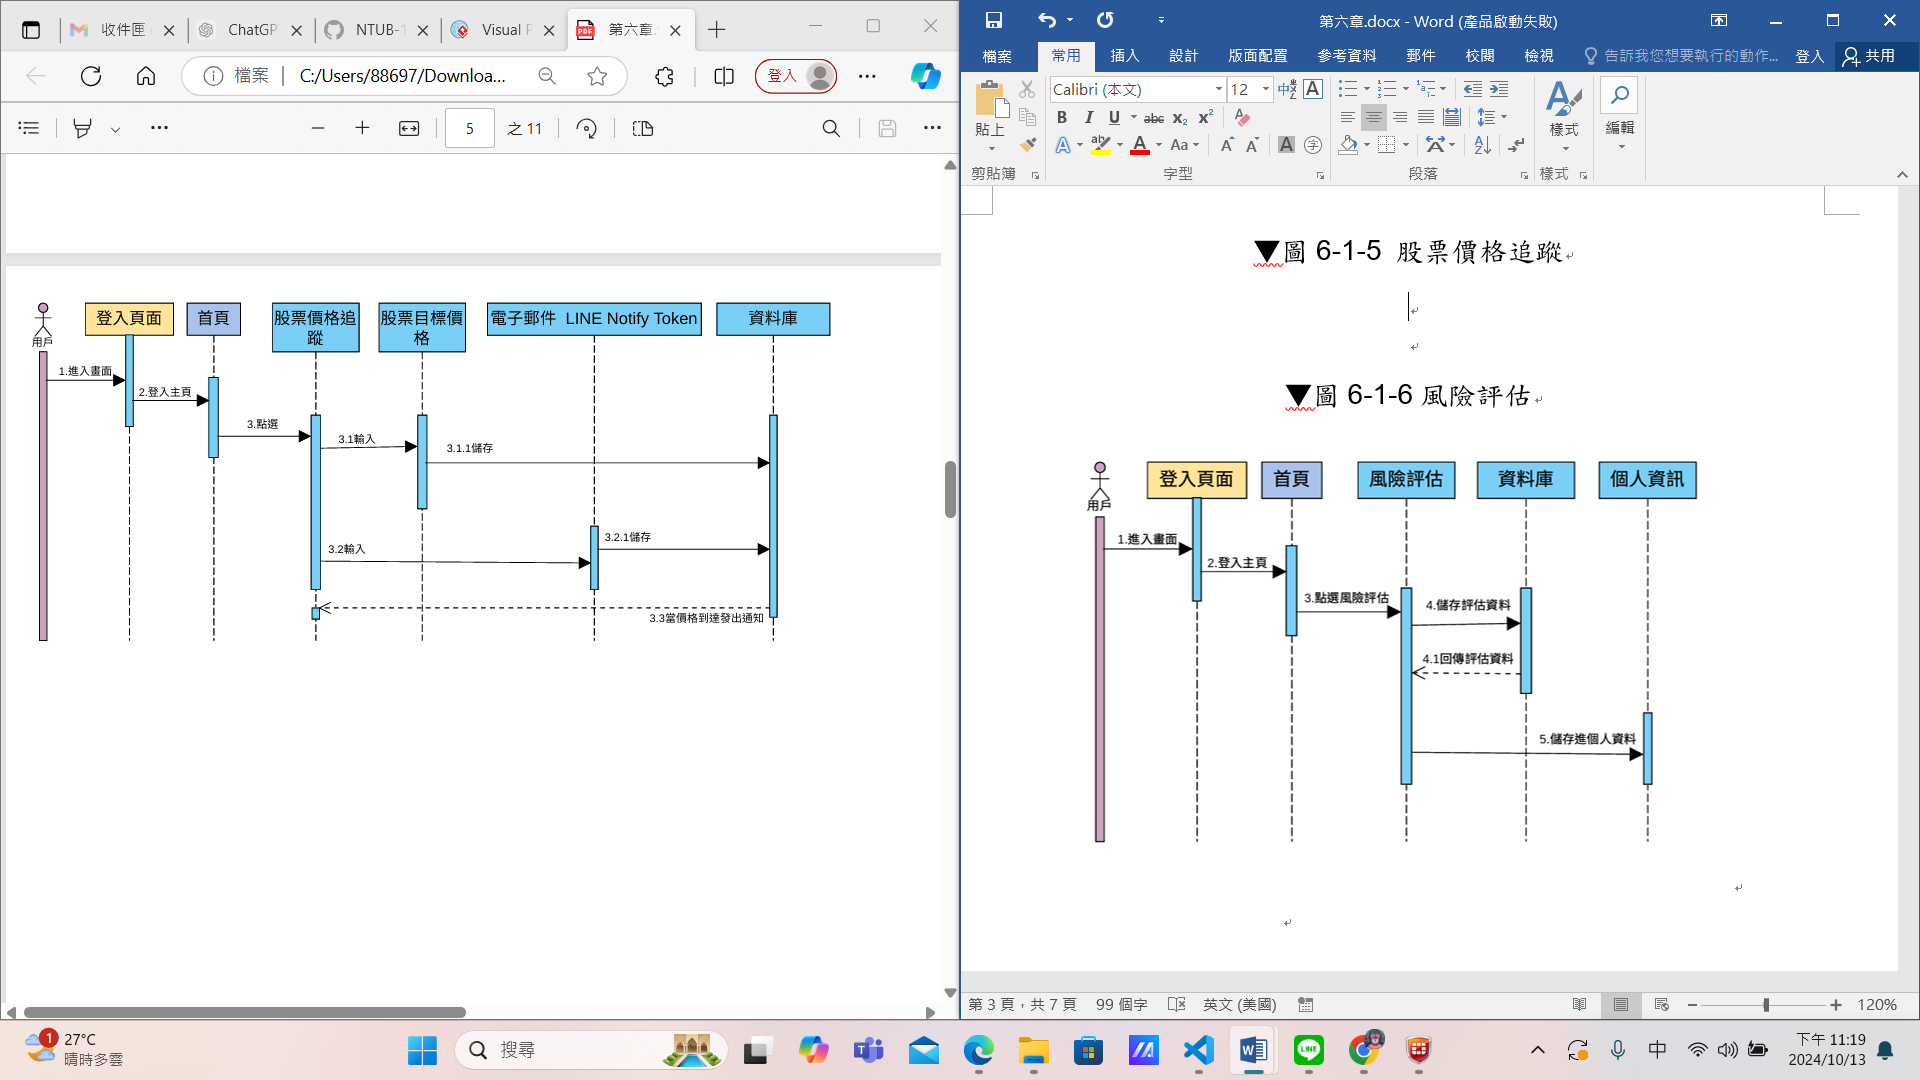 收件匣
ChatGP
NTUB-1
Visual P
第六章.
檔案
C:/Users/88697/Downloa...
登入
5
之 11
登入頁面
首頁
股票價格追
蹤
股票目標價
格
電子郵件 LINE Notify Token
資料庫
用戶
1.進入畫面
2.登入主頁
3.點選
3.1輸入
3.1.1儲存
3.2輸入
3.2.1儲存
3.3當價格到達發出通知
第六章.docx - Word (產品啟動失敗)
檔案
常用
插入
設計
版面配置
參考資料
郵件
校閱
檢視
告訴我您想要執行的動作...
登入
共用
貼上
Calibri (本文)
12
B I U abc x₂ x²
A ab A Aa A A A 字
樣式
編輯
剪貼簿
字型
段落
樣式
▼圖 6-1-5 股票價格追蹤
▼圖 6-1-6 風險評估
登入頁面
首頁
風險評估
資料庫
個人資訊
用戶
1.進入畫面
2.登入主頁
3.點選風險評估
4.儲存評估資料
4.1回傳評估資料
5.儲存進個人資料
第 3 頁，共 7 頁
99 個字
英文 (美國)
120%
1
27°C
晴時多雲
搜尋
LINE
中
下午 11:19
2024/10/13